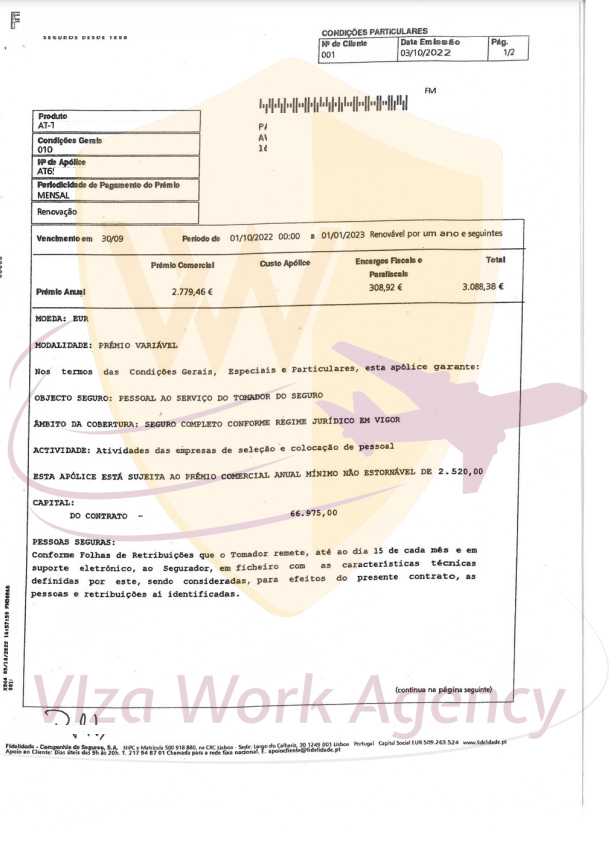 SEGUROS DESDE 1808
CONDIÇÕES PARTICULARES
Nº de Cliente
001
Data Emissão
03/10/2022
Pág.
1/2
FM
Produto
AT-1
Condições Gerais
010
Nº de Apólice
AT6
Periodicidade de Pagamento do Prémio
MENSAL
Renovação
Vencimento em 30/09 Período de 01/10/2022 00:00 a 01/01/2023 Renovável por um ano e seguintes
Prémio Comercial Custo Apólice Encargos Fiscais e Parafiscais Total
Prémio Anual 2.779,46 € 308,92 € 3.088,38 €
MOEDA: EUR
MODALIDADE: PRÉMIO VARIÁVEL
Nos termos das Condições Gerais, Especiais e Particulares, esta apólice garante:
OBJECTO SEGURO: PESSOAL AO SERVIÇO DO TOMADOR DO SEGURO
ÂMBITO DA COBERTURA: SEGURO COMPLETO CONFORME REGIME JURÍDICO EM VIGOR
ACTIVIDADE: Atividades das empresas de seleção e colocação de pessoal
ESTA APÓLICE ESTÁ SUJEITA AO PRÉMIO COMERCIAL ANUAL MÍNIMO NÃO ESTORNÁVEL DE 2.520,00
CAPITAL:
DO CONTRATO - 66.975,00
PESSOAS SEGURAS:
Conforme Folhas de Retribuições que o Tomador remete, até ao dia 15 de cada mês e em
suporte eletrónico, ao Segurador, em ficheiro com as características técnicas
definidas por este, sendo consideradas, para efeitos do presente contrato, as
pessoas e retribuições aí identificadas.
(continua na página seguinte)
VIza Work Agency
Fidelidade - Companhia de Seguros, S.A. NIPC e Matrícula 500 918 880, na CRC Lisboa - Sede: Largo do Calhariz, 30 1249-001 Lisboa Portugal Capital Social EUR 509.263.524 www.fidelidade.pt
Apoio ao Cliente: Dias úteis das 9h às 20h. T. 217 94 87 01 Chamada para a rede fixa nacional. E. apoiocliente@fidelidade.pt